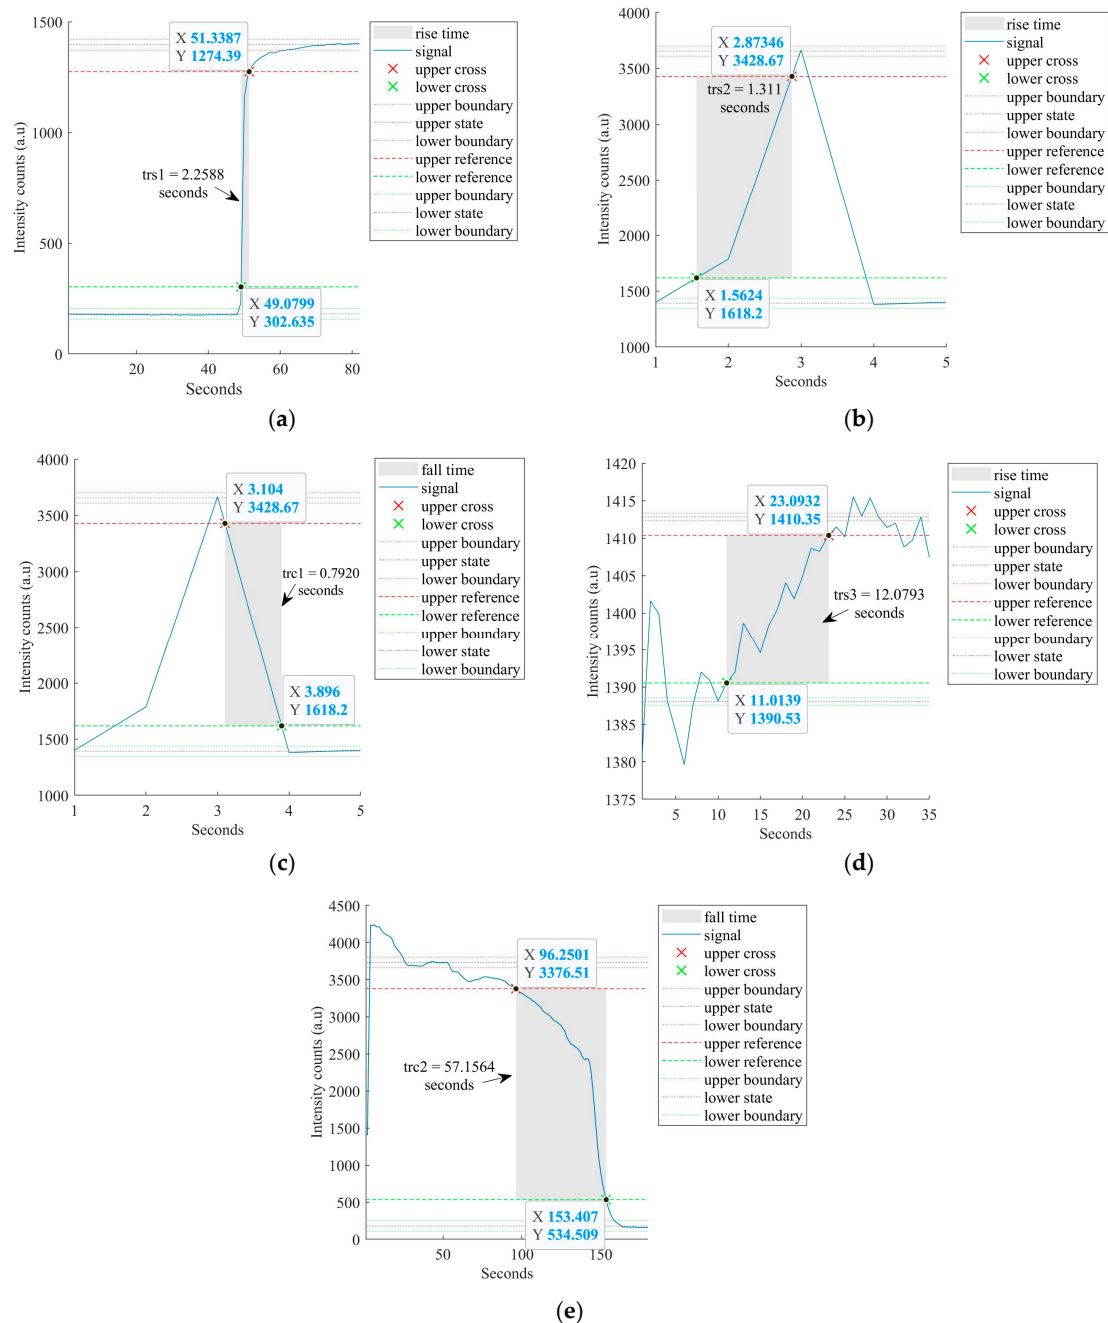 1500
1000
500
0
20
40
60
80
Intensity counts (a.u)
Seconds
X 51.3387
Y 1274.39
trs1 = 2.2588
seconds
X 49.0799
Y 302.635
rise time
signal
upper cross
lower cross
upper boundary
upper state
lower boundary
upper reference
lower reference
upper boundary
lower state
lower boundary
(a)
4000
3500
3000
2500
2000
1500
1000
1
2
3
4
5
Intensity counts (a.u)
Seconds
X 2.87346
Y 3428.67
trs2 = 1.311
seconds
X 1.5624
Y 1618.2
rise time
signal
upper cross
lower cross
upper boundary
upper state
lower boundary
upper reference
lower reference
upper boundary
lower state
lower boundary
(b)
4000
3500
3000
2500
2000
1500
1000
1
2
3
4
5
Intensity counts (a.u)
Seconds
X 3.104
Y 3428.67
trc1 = 0.7920
seconds
X 3.896
Y 1618.2
fall time
signal
upper cross
lower cross
upper boundary
upper state
lower boundary
upper reference
lower reference
upper boundary
lower state
lower boundary
(c)
1420
1415
1410
1405
1400
1395
1390
1385
1380
1375
5
10
15
20
25
30
35
Intensity counts (a.u)
Seconds
X 23.0932
Y 1410.35
trs3 = 12.0793
seconds
X 11.0139
Y 1390.53
rise time
signal
upper cross
lower cross
upper boundary
upper state
lower boundary
upper reference
lower reference
upper boundary
lower state
lower boundary
(d)
4500
4000
3500
3000
2500
2000
1500
1000
500
0
50
100
150
Intensity counts (a.u)
Seconds
X 96.2501
Y 3376.51
trc2 = 57.1564
seconds
X 153.407
Y 534.509
fall time
signal
upper cross
lower cross
upper boundary
upper state
lower boundary
upper reference
lower reference
upper boundary
lower state
lower boundary
(e)